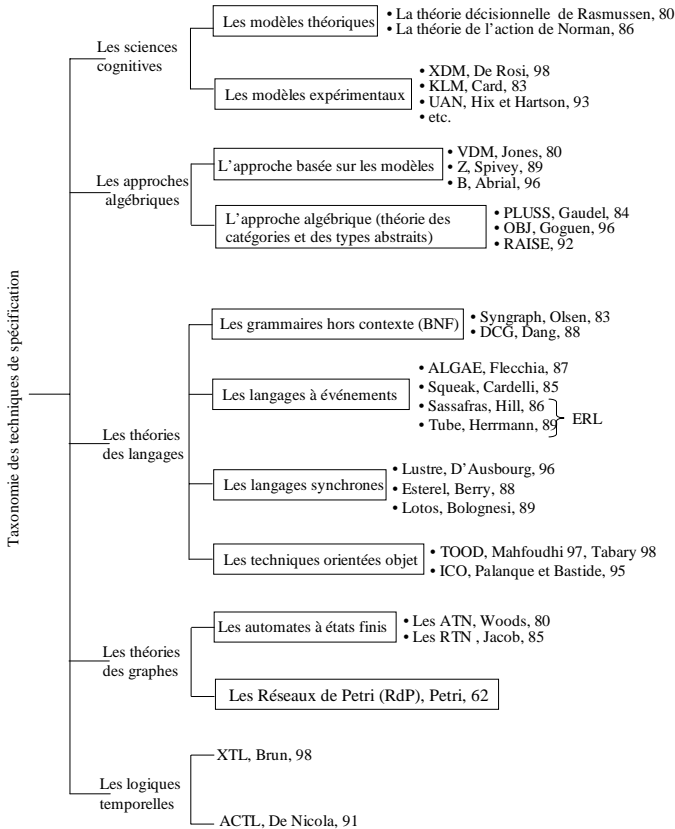 Taxonomie des techniques de spécification
Les sciences
cognitives
Les modèles théoriques
• La théorie décisionnelle de Rasmussen, 80
• La théorie de l'action de Norman, 86
Les modèles expérimentaux
• XDM, De Rosi, 98
• KLM, Card, 83
• UAN, Hix et Hartson, 93
• etc.
Les approches
algébriques
L'approche basée sur les modèles
• VDM, Jones, 80
• Z, Spivey, 89
• B, Abrial, 96
L'approche algébrique (théorie des
catégories et des types abstraits)
• PLUSS, Gaudel, 84
• OBJ, Goguen, 96
• RAISE, 92
Les théories
des langages
Les grammaires hors contexte (BNF)
• Syngraph, Olsen, 83
• DCG, Dang, 88
Les langages à événements
• ALGAE, Flecchia, 87
• Squeak, Cardelli, 85
• Sassafras, Hill, 86
• Tube, Herrmann, 89
ERL
Les langages synchrones
• Lustre, D'Ausbourg, 96
• Esterel, Berry, 88
• Lotos, Bolognesi, 89
Les techniques orientées objet
• TOOD, Mahfoudhi 97, Tabary 98
• ICO, Palanque et Bastide, 95
Les théories
des graphes
Les automates à états finis
• Les ATN, Woods, 80
• Les RTN , Jacob, 85
Les Réseaux de Petri (RdP), Petri, 62
Les logiques
temporelles
XTL, Brun, 98
ACTL, De Nicola, 91